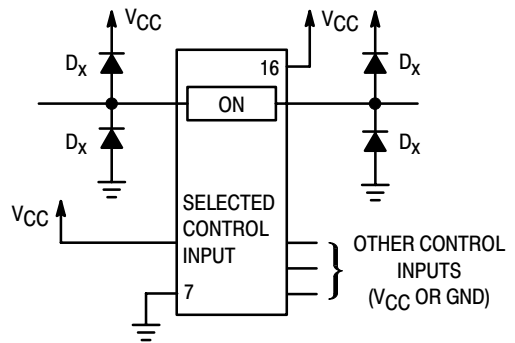 VCC
VCC
16
DX
DX
ON
DX
DX
VCC
SELECTED
CONTROL
INPUT
7
OTHER CONTROL
INPUTS
(VCC OR GND)